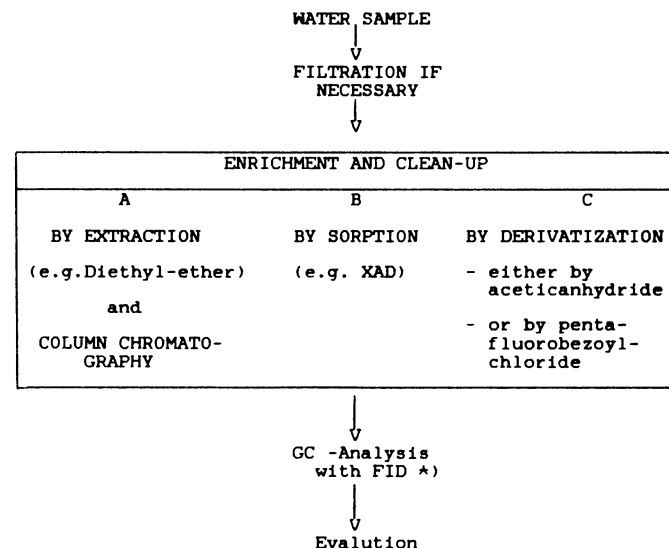 WATER SAMPLE
FILTRATION IF
NECESSARY
ENRICHMENT AND CLEAN-UP
A
BY EXTRACTION
(e.g.Diethyl-ether)
and
COLUMN CHROMATO-
GRAPHY
B
BY SORPTION
(e.g. XAD)
C
BY DERIVATIZATION
- either by
aceticanhydride
- or by penta-
fluorobezoyl-
chloride
GC -Analysis
with FID *)
Evalution